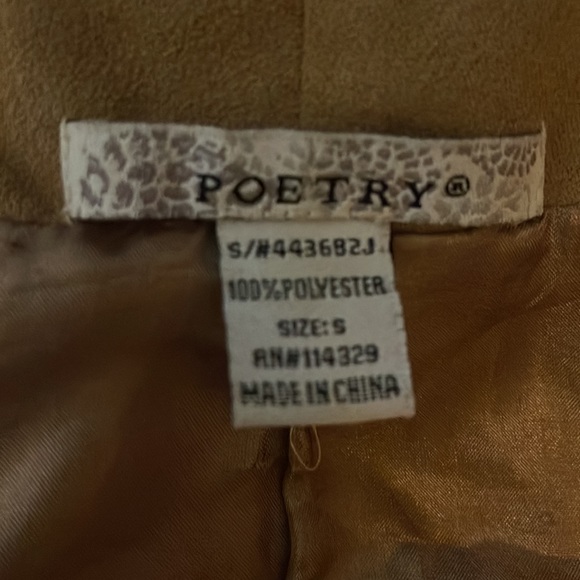 POETRY®
S/#443682J
100%POLYESTER
SIZE:S
RN#114329
MADE IN CHINA